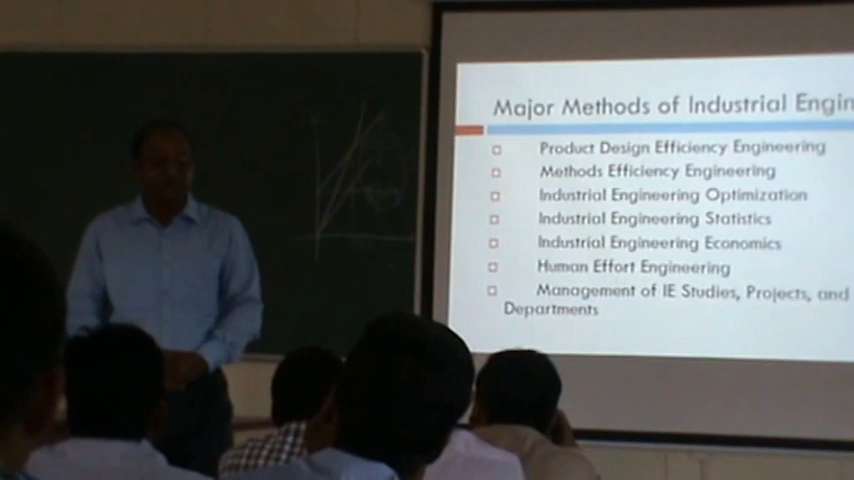 Major Methods of Industrial Engin
Product Design Efficiency Engineering
Methods Efficiency Engineering
Industrial Engineering Optimization
Industrial Engineering Statistics
Industrial Engineering Economics
Human Effort Engineering
Management of IE Studies, Projects, and
Departments